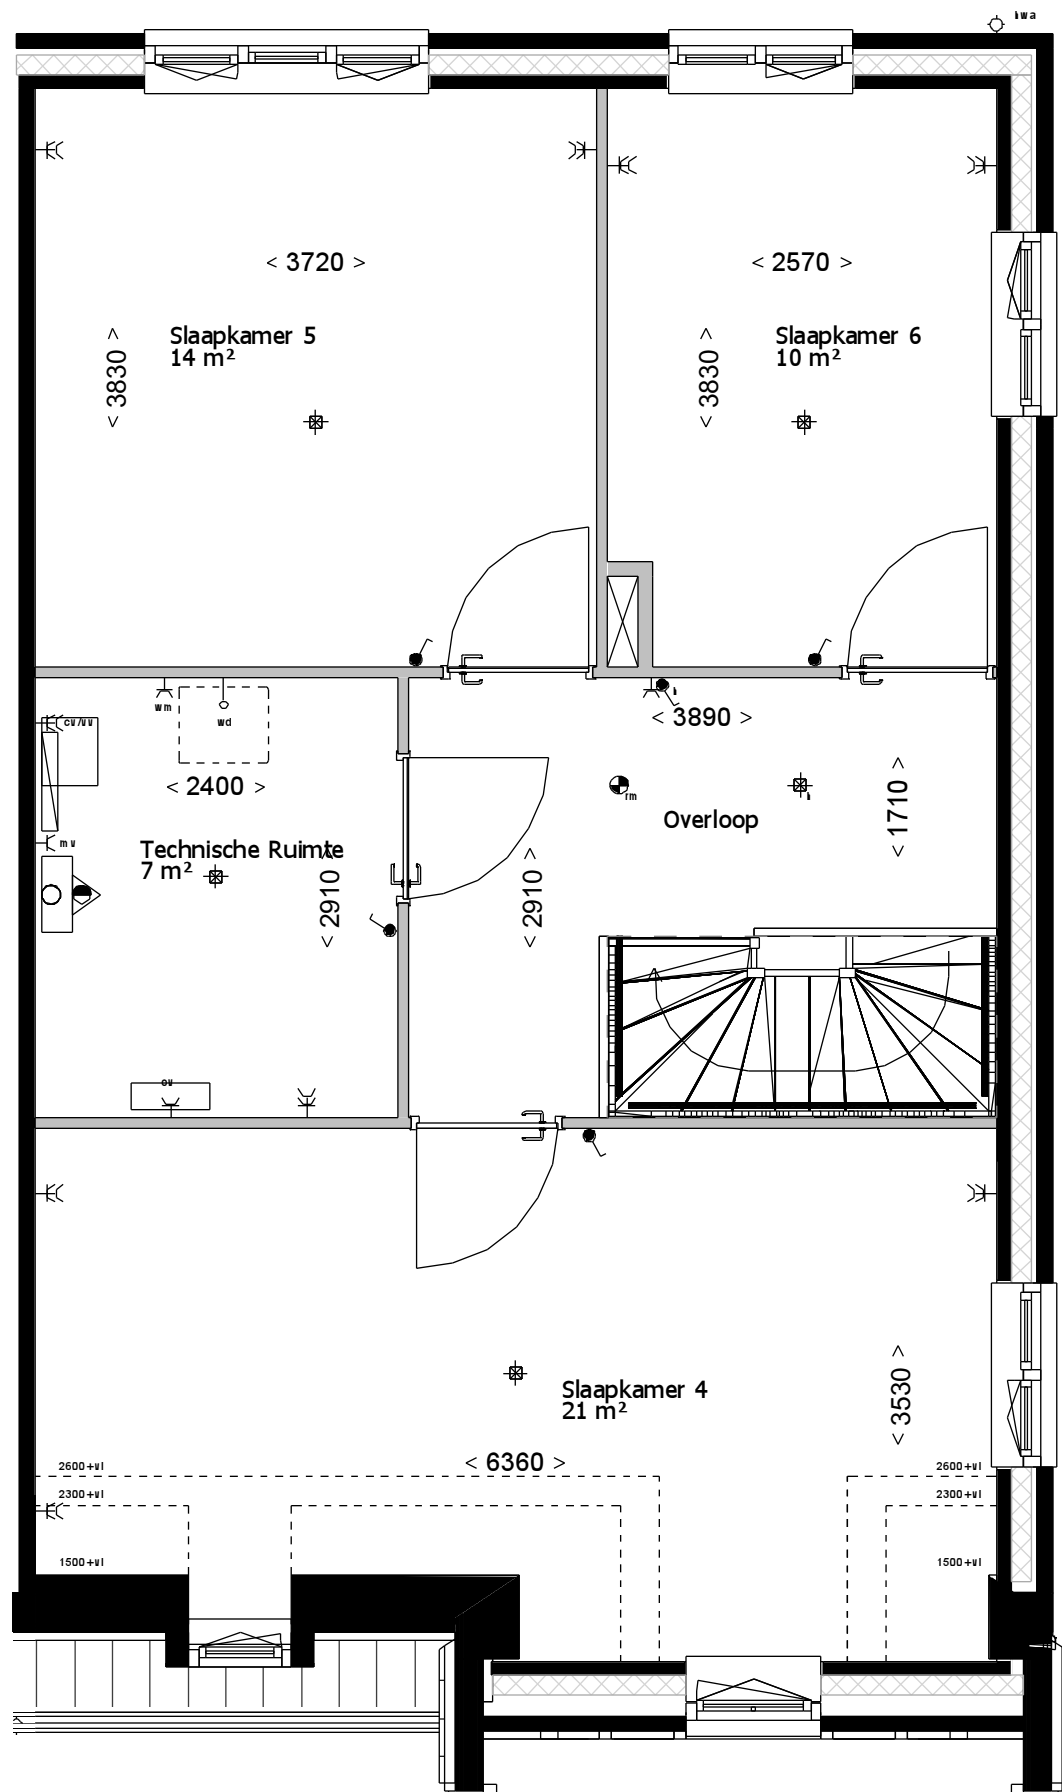 hwa
< 3720 >
< 2570 >
Slaapkamer 5
14 m²
Slaapkamer 6
10 m²
< 3830 >
< 3830 >
wm
wd
cv/vv
< 3890 >
< 2400 >
rm
Overloop
< 1710 >
mv
Technische Ruimte
7 m²
< 2910 >
< 2910 >
ov
Slaapkamer 4
21 m²
< 3530 >
< 6360 >
2600+vl
2600+vl
2300+vl
2300+vl
1500+vl
1500+vl